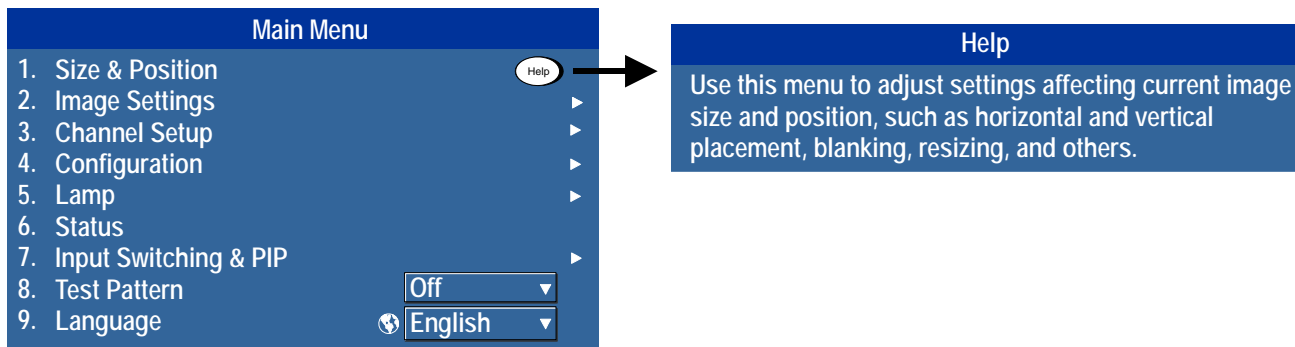 Main Menu
1. Size & Position Help
2. Image Settings
3. Channel Setup
4. Configuration
5. Lamp
6. Status
7. Input Switching & PIP
8. Test Pattern Off
9. Language English
Help
Use this menu to adjust settings affecting current image
size and position, such as horizontal and vertical
placement, blanking, resizing, and others.